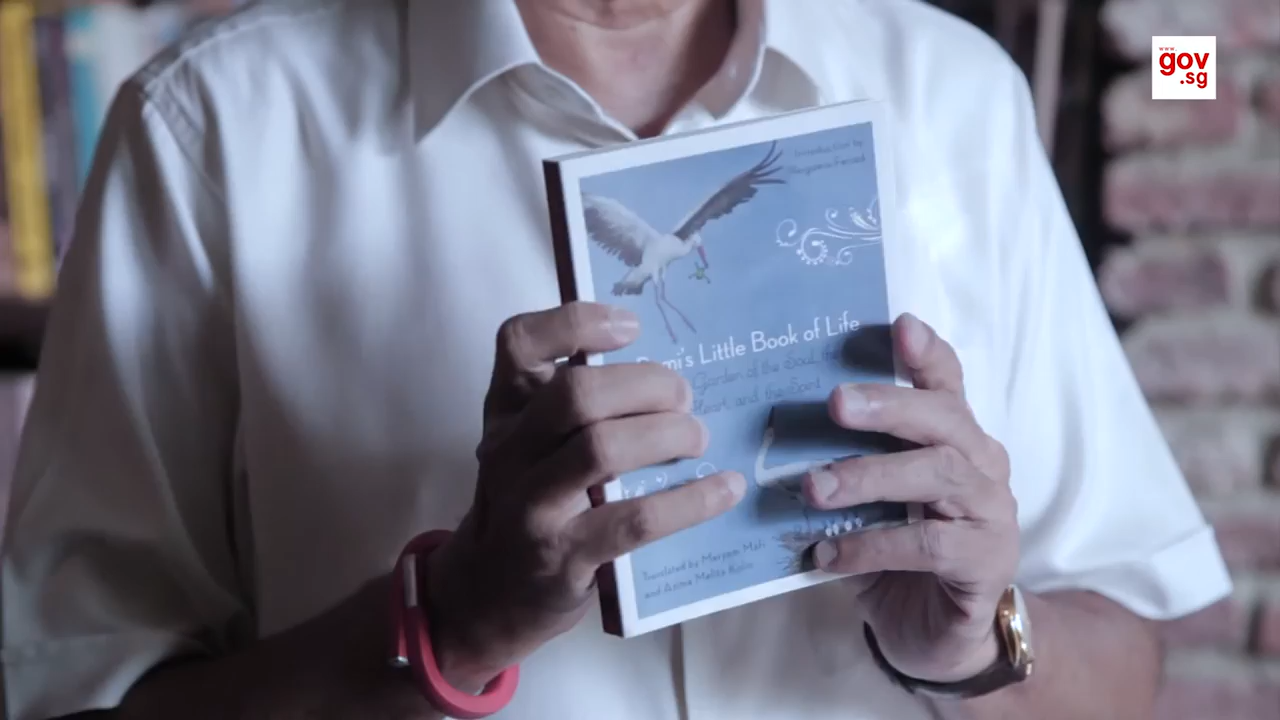 www.
gov
.sg
Introduction by
Maryam
Rumi's Little Book of Life
Garden of the Soul, the
Heart, and the Spirit
Translated by Maryam Mafi
and Azima Melita Kolin